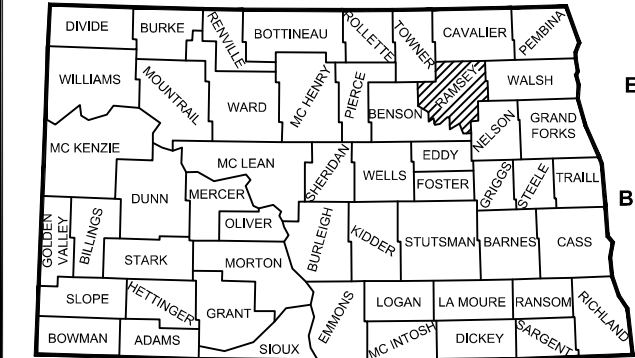 DIVIDE
BURKE
RENVILLE
BOTTINEAU
ROLLETTE
TOWNER
CAVALIER
PEMBINA
WILLIAMS
MOUNTRAIL
WARD
MC HENRY
PIERCE
BENSON
RAMSEY
WALSH
E
MC KENZIE
MC LEAN
SHERIDAN
WELLS
EDDY
FOSTER
NELSON
GRAND
FORKS
DUNN
MERCER
OLIVER
GRIGGS
STEELE
TRAILL
B
GOLDEN
VALLEY
BILLINGS
STARK
MORTON
BURLEIGH
KIDDER
STUTSMAN
BARNES
CASS
SLOPE
HETTINGER
GRANT
EMMONS
LOGAN
LA MOURE
RANSOM
RICHLAND
BOWMAN
ADAMS
SIOUX
MC INTOSH
DICKEY
SARGENT